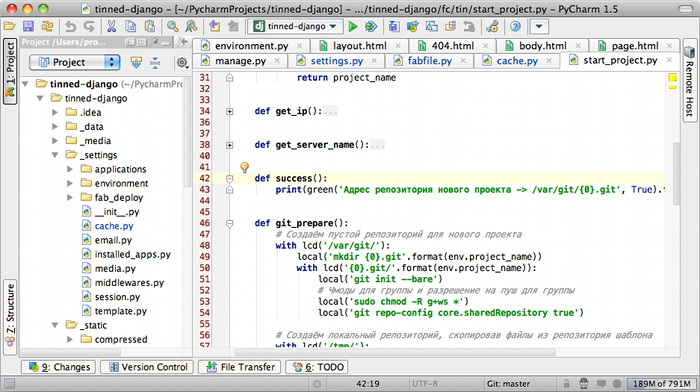 tinned-django - [~/PycharmProjects/tinned-django] - .../tinned-django/fc/tin/start_project.py - PyCharm 1.5
tinned-django
Project - /Users/pro
environment.py layout.html 404.html body.html page.html
manage.py settings.py fabfile.py cache.py start_project.py
1: Project
Z: Structure
Remote Host
Project
tinned-django (~/PycharmPro
tinned-django
.idea
_data
_media
_settings
applications
environment
fab_deploy
__init__.py
cache.py
email.py
installed_apps.py
media.py
middlewares.py
session.py
template.py
_static
compressed
31 return project_name
32
33
34 def get_ip():...
37
38 def get_server_name():...
40
41
42 def success():
43 print(green('Адрес репозитория нового проекта -> /var/git/{0}.git', True).
44
45
46 def git_prepare():
47 # Создаём пустой репозиторий для нового проекта
48 with lcd('/var/git/'):
49 local('mkdir {0}.git'.format(env.project_name))
50 with lcd('{0}.git/'.format(env.project_name)):
51 local('git init --bare')
52 # Чмоды для группы и разрешение на пуш для группы
53 local('sudo chmod -R g+ws *')
54 local('git repo-config core.sharedRepository true')
55
56 # Создаём локальный репозиторий, скопировав файлы из репозитория шаблона
57 with lcd('/tmp/'):
9: Changes Version Control File Transfer 6: TODO
42:19 UTF-8 Git: master 189M of 791M